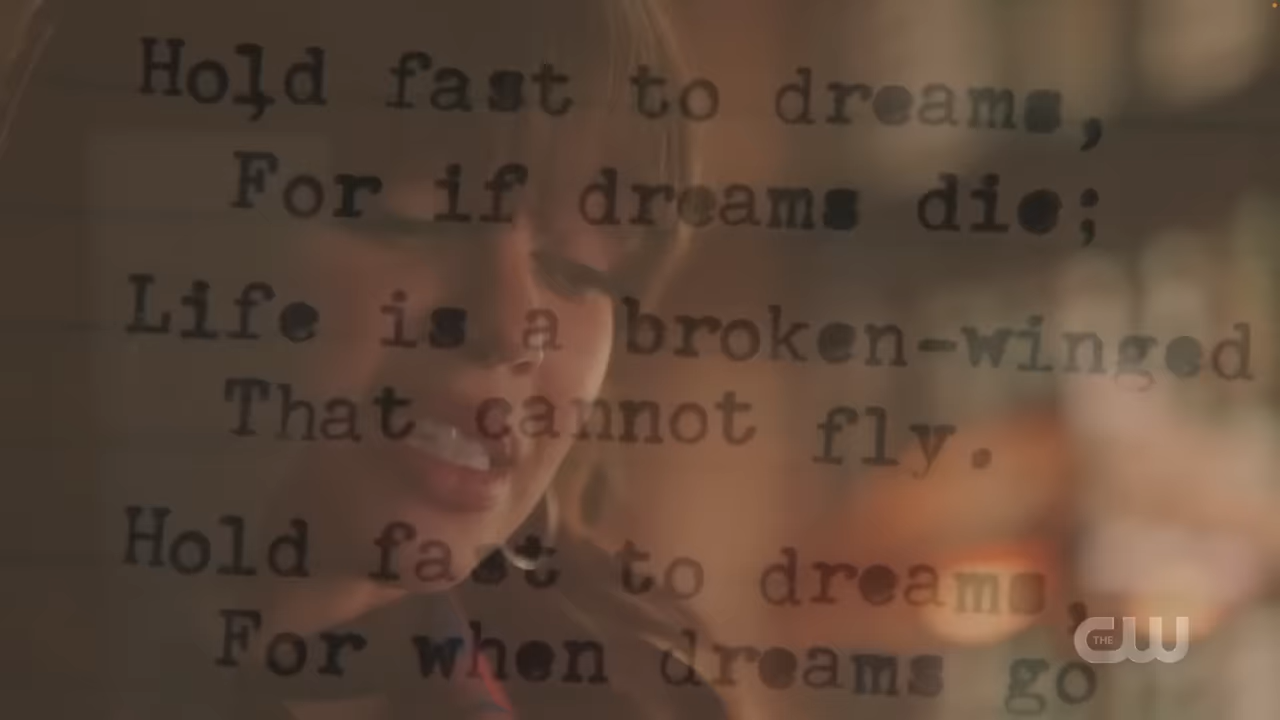 Hold fast to dreams,
For if dreams die;
Life is a broken-winged
That cannot fly.
Hold fast to dreams,
For when dreams go
THE CW